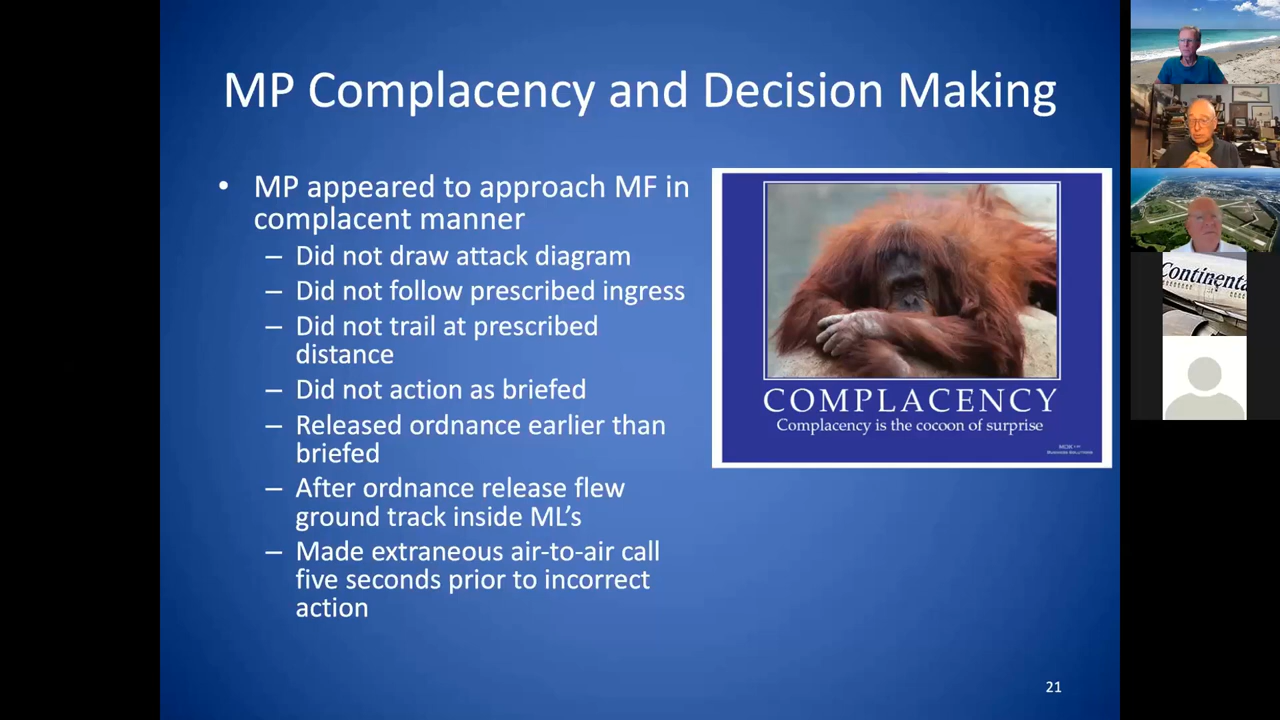 MP Complacency and Decision Making
• MP appeared to approach MF in
complacent manner
– Did not draw attack diagram
– Did not follow prescribed ingress
– Did not trail at prescribed
distance
– Did not action as briefed
– Released ordnance earlier than
briefed
– After ordnance release flew
ground track inside ML’s
– Made extraneous air-to-air call
five seconds prior to incorrect
action
COMPLACENCY
Complacency is the cocoon of surprise
21